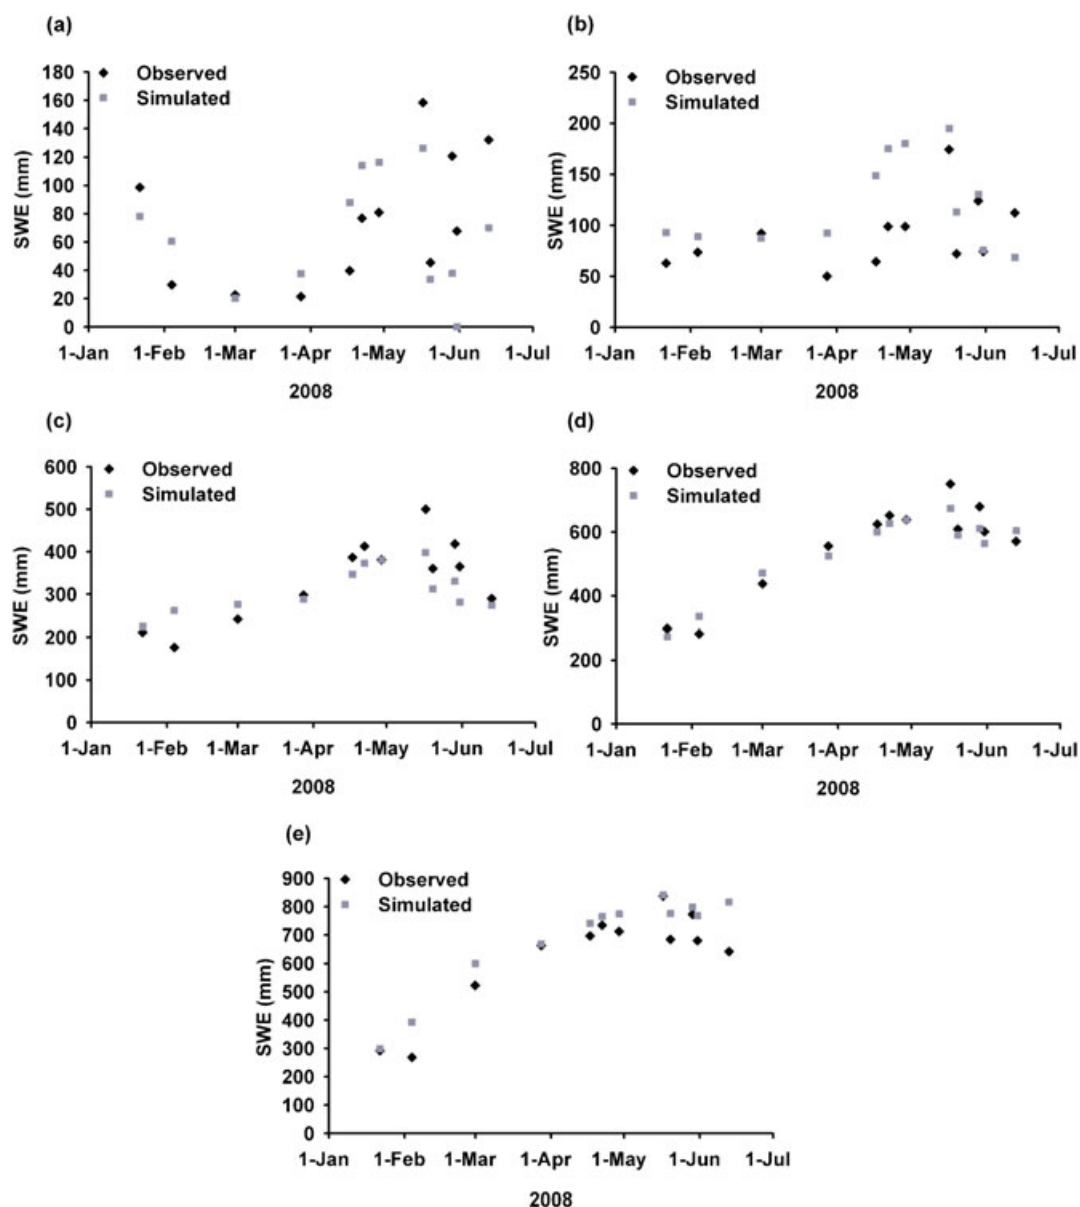 (a)
Observed
Simulated
SWE (mm)
180
160
140
120
100
80
60
40
20
0
1-Jan 1-Feb 1-Mar 1-Apr 1-May 1-Jun 1-Jul
2008
(b)
Observed
Simulated
SWE (mm)
250
200
150
100
50
0
1-Jan 1-Feb 1-Mar 1-Apr 1-May 1-Jun 1-Jul
2008
(c)
Observed
Simulated
SWE (mm)
600
500
400
300
200
100
0
1-Jan 1-Feb 1-Mar 1-Apr 1-May 1-Jun 1-Jul
2008
(d)
Observed
Simulated
SWE (mm)
800
600
400
200
0
1-Jan 1-Feb 1-Mar 1-Apr 1-May 1-Jun 1-Jul
2008
(e)
Observed
Simulated
SWE (mm)
900
800
700
600
500
400
300
200
100
0
1-Jan 1-Feb 1-Mar 1-Apr 1-May 1-Jun 1-Jul
2008